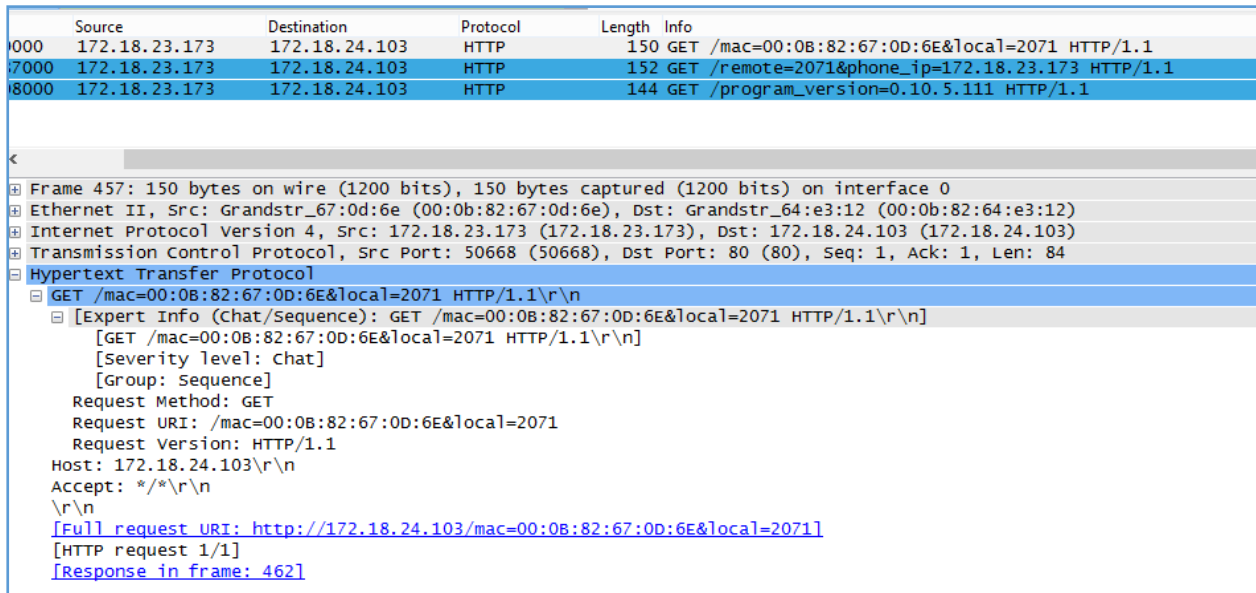 Source Destination Protocol Length Info
0000 172.18.23.173 172.18.24.103 HTTP 150 GET /mac=00:0B:82:67:0D:6E&local=2071 HTTP/1.1
37000 172.18.23.173 172.18.24.103 HTTP 152 GET /remote=2071&phone_ip=172.18.23.173 HTTP/1.1
8000 172.18.23.173 172.18.24.103 HTTP 144 GET /program_version=0.10.5.111 HTTP/1.1
Frame 457: 150 bytes on wire (1200 bits), 150 bytes captured (1200 bits) on interface 0
Ethernet II, Src: Grandstr_67:0d:6e (00:0b:82:67:0d:6e), Dst: Grandstr_64:e3:12 (00:0b:82:64:e3:12)
Internet Protocol Version 4, Src: 172.18.23.173 (172.18.23.173), Dst: 172.18.24.103 (172.18.24.103)
Transmission Control Protocol, Src Port: 50668 (50668), Dst Port: 80 (80), Seq: 1, Ack: 1, Len: 84
Hypertext Transfer Protocol
GET /mac=00:0B:82:67:0D:6E&local=2071 HTTP/1.1\r\n
[Expert Info (Chat/Sequence): GET /mac=00:0B:82:67:0D:6E&local=2071 HTTP/1.1\r\n]
[GET /mac=00:0B:82:67:0D:6E&local=2071 HTTP/1.1\r\n]
[Severity level: Chat]
[Group: Sequence]
Request Method: GET
Request URI: /mac=00:0B:82:67:0D:6E&local=2071
Request Version: HTTP/1.1
Host: 172.18.24.103\r\n
Accept: */*\r\n
\r\n
[Full request URI: http://172.18.24.103/mac=00:0B:82:67:0D:6E&local=2071]
[HTTP request 1/1]
[Response in frame: 462]